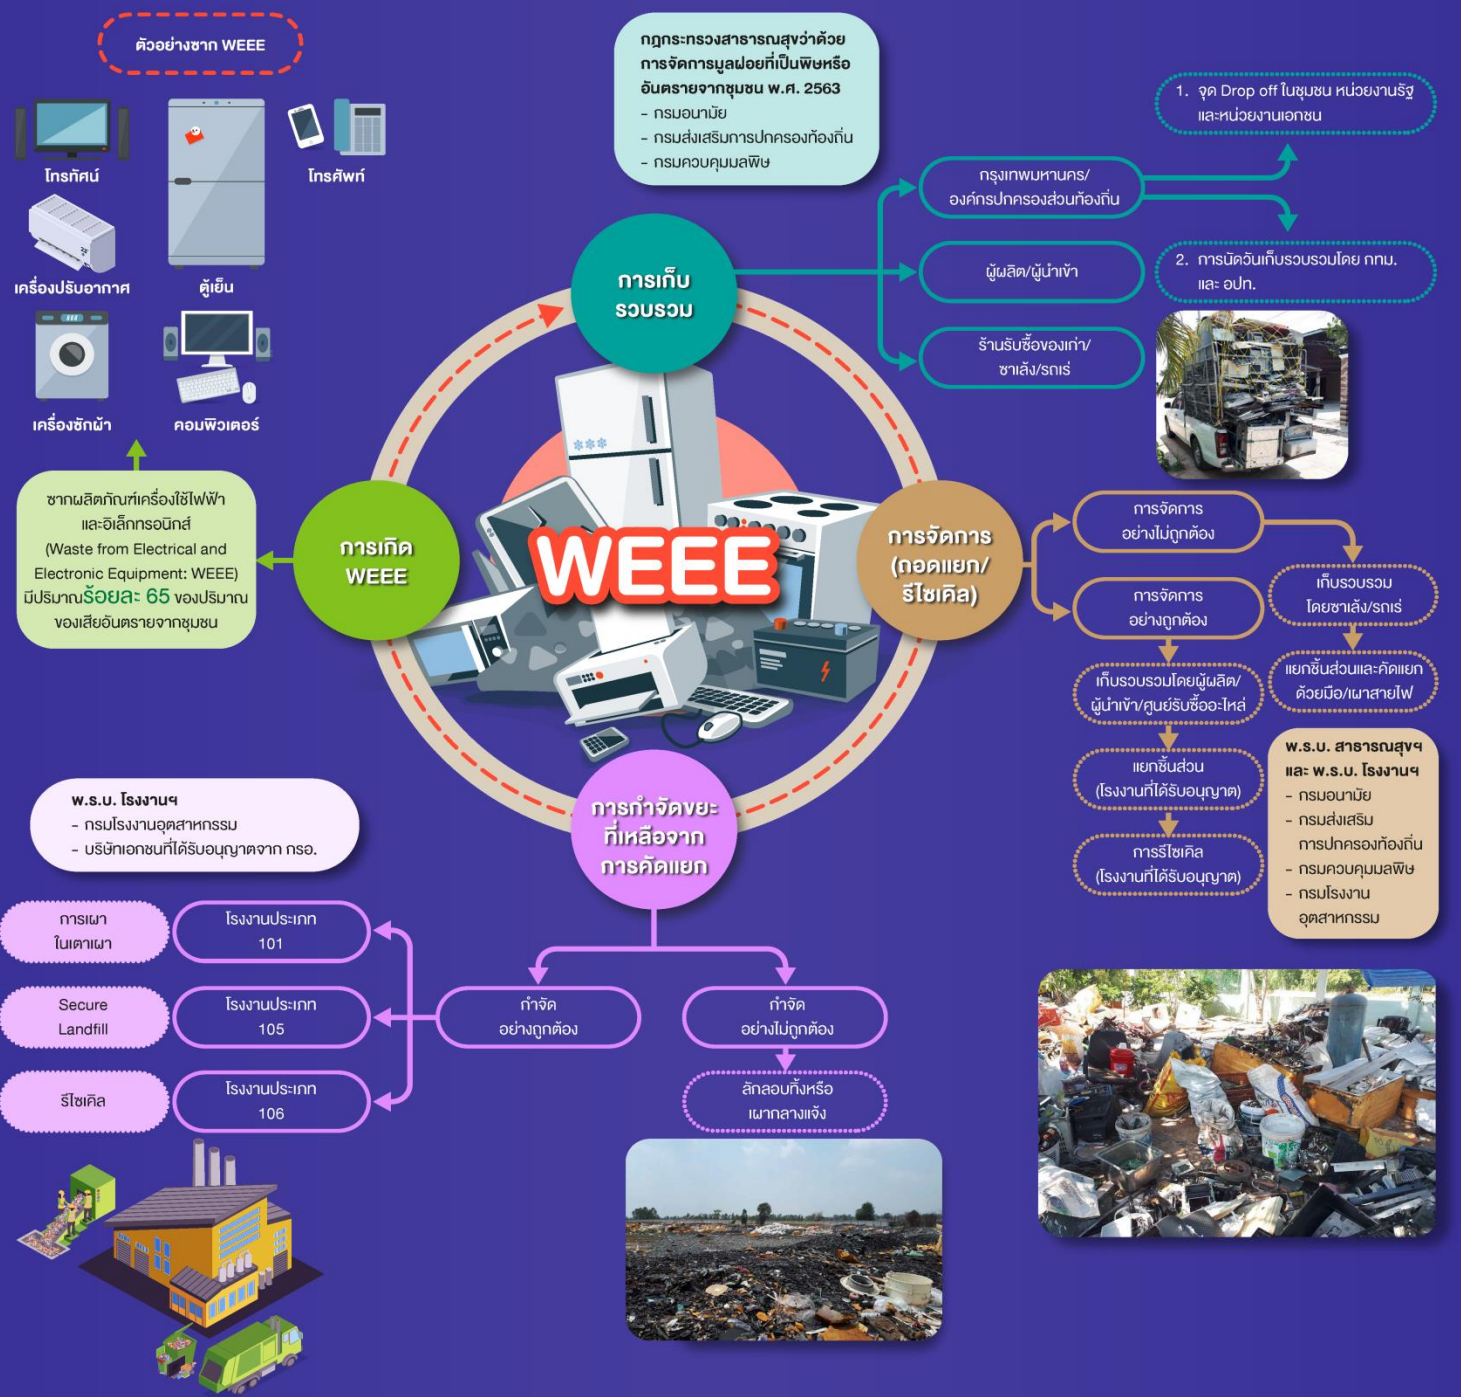 ตัวอย่างซาก WEEE
โทรทัศน์
โทรศัพท์
เครื่องปรับอากาศ
ตู้เย็น
เครื่องซักผ้า
คอมพิวเตอร์
ซากผลิตภัณฑ์เครื่องใช้ไฟฟ้า
และอิเล็กทรอนิกส์
(Waste from Electrical and
Electronic Equipment: WEEE)
มีปริมาณร้อยละ 65 ของปริมาณ
ของเสียอันตรายจากชุมชน
การเกิด
WEEE
WEEE
กฎกระทรวงสาธารณสุขว่าด้วย
การจัดการมูลฝอยที่เป็นพิษหรือ
อันตรายจากชุมชน พ.ศ. 2563
- กรมอนามัย
- กรมส่งเสริมการปกครองท้องถิ่น
- กรมควบคุมมลพิษ
การเก็บ
รวบรวม
กรุงเทพมหานคร/
องค์กรปกครองส่วนท้องถิ่น
ผู้ผลิต/ผู้นำเข้า
ร้านรับซื้อของเก่า/
ซาเล้ง/รถเร่
1. จุด Drop off ในชุมชน หน่วยงานรัฐ
และหน่วยงานเอกชน
2. การนัดวันเก็บรวบรวมโดย กทม.
และ อปท.
การจัดการ
(ถอดแยก/
รีไซเคิล)
การจัดการ
อย่างไม่ถูกต้อง
เก็บรวบรวม
โดยซาเล้ง/รถเร่
แยกชิ้นส่วนและคัดแยก
ด้วยมือ/เผาสายไฟ
การจัดการ
อย่างถูกต้อง
เก็บรวบรวมโดยผู้ผลิต/
ผู้นำเข้า/ศูนย์รับซื้ออะไหล่
แยกชิ้นส่วน
(โรงงานที่ได้รับอนุญาต)
การรีไซเคิล
(โรงงานที่ได้รับอนุญาต)
พ.ร.บ. สาธารณสุขฯ
และ พ.ร.บ. โรงงานฯ
- กรมอนามัย
- กรมส่งเสริม
การปกครองท้องถิ่น
- กรมควบคุมมลพิษ
- กรมโรงงาน
อุตสาหกรรม
การกำจัดขยะ
ที่เหลือจาก
การคัดแยก
พ.ร.บ. โรงงานฯ
- กรมโรงงานอุตสาหกรรม
- บริษัทเอกชนที่ได้รับอนุญาตจาก กรอ.
กำจัด
อย่างถูกต้อง
กำจัด
อย่างไม่ถูกต้อง
ลักลอบทิ้งหรือ
เผากลางแจ้ง
โรงงานประเภท
101
การเผา
ในเตาเผา
โรงงานประเภท
105
Secure
Landfill
โรงงานประเภท
106
รีไซเคิล